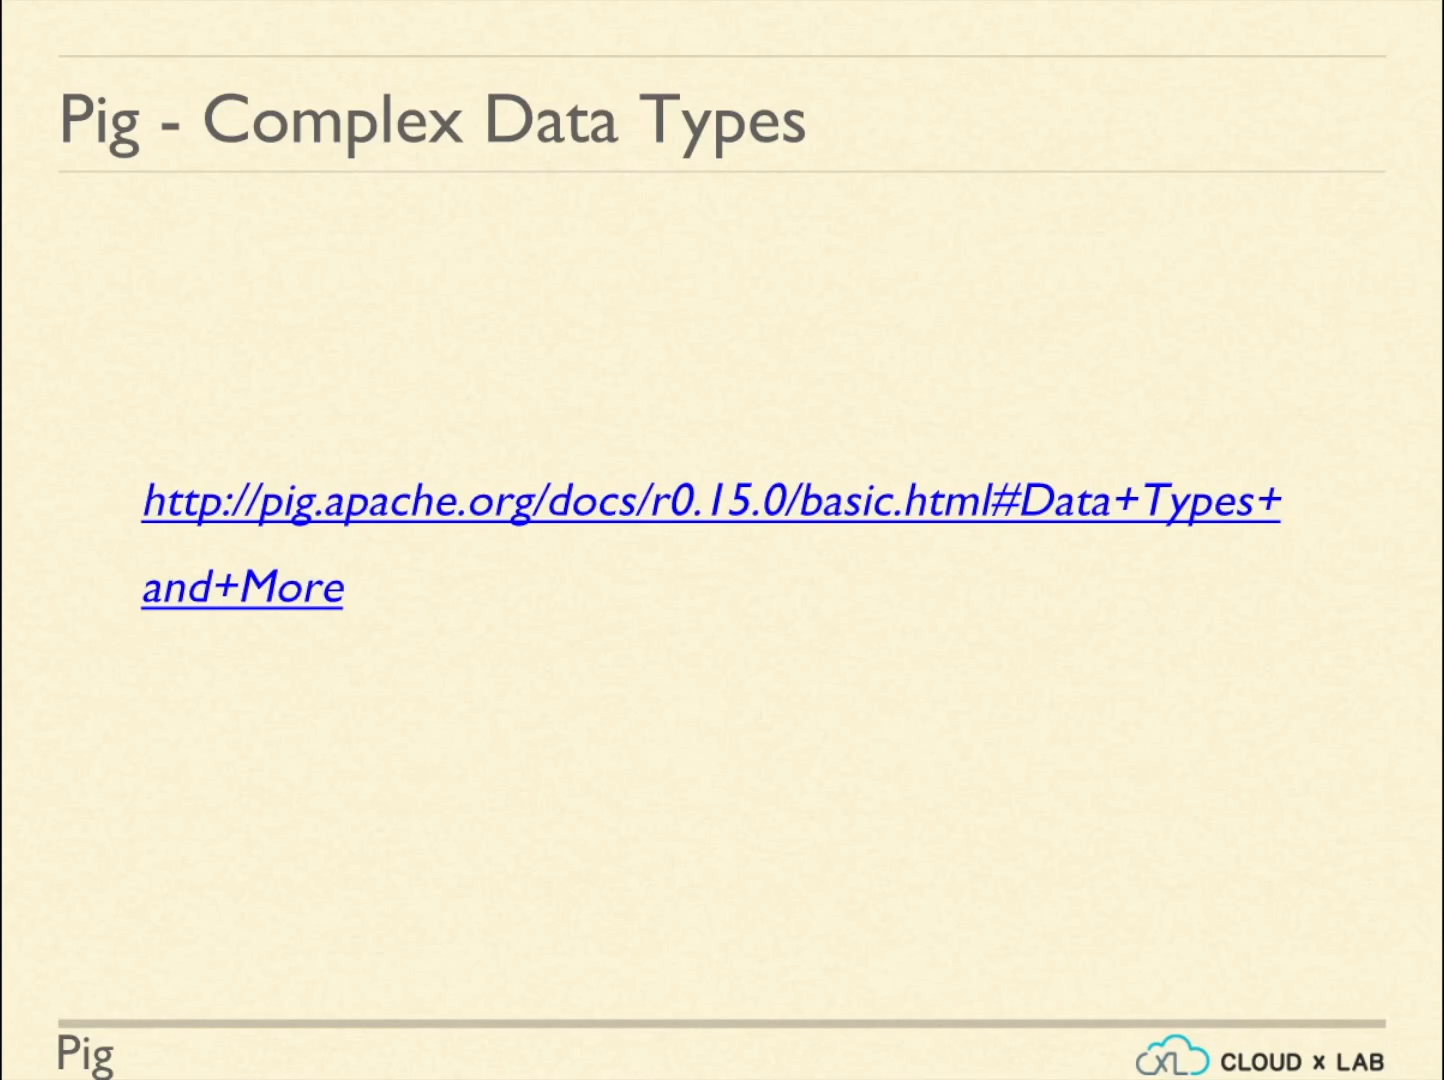 Pig - Complex Data Types
http://pig.apache.org/docs/r0.15.0/basic.html#Data+Types+
and+More
Pig
CXL CLOUD x LAB